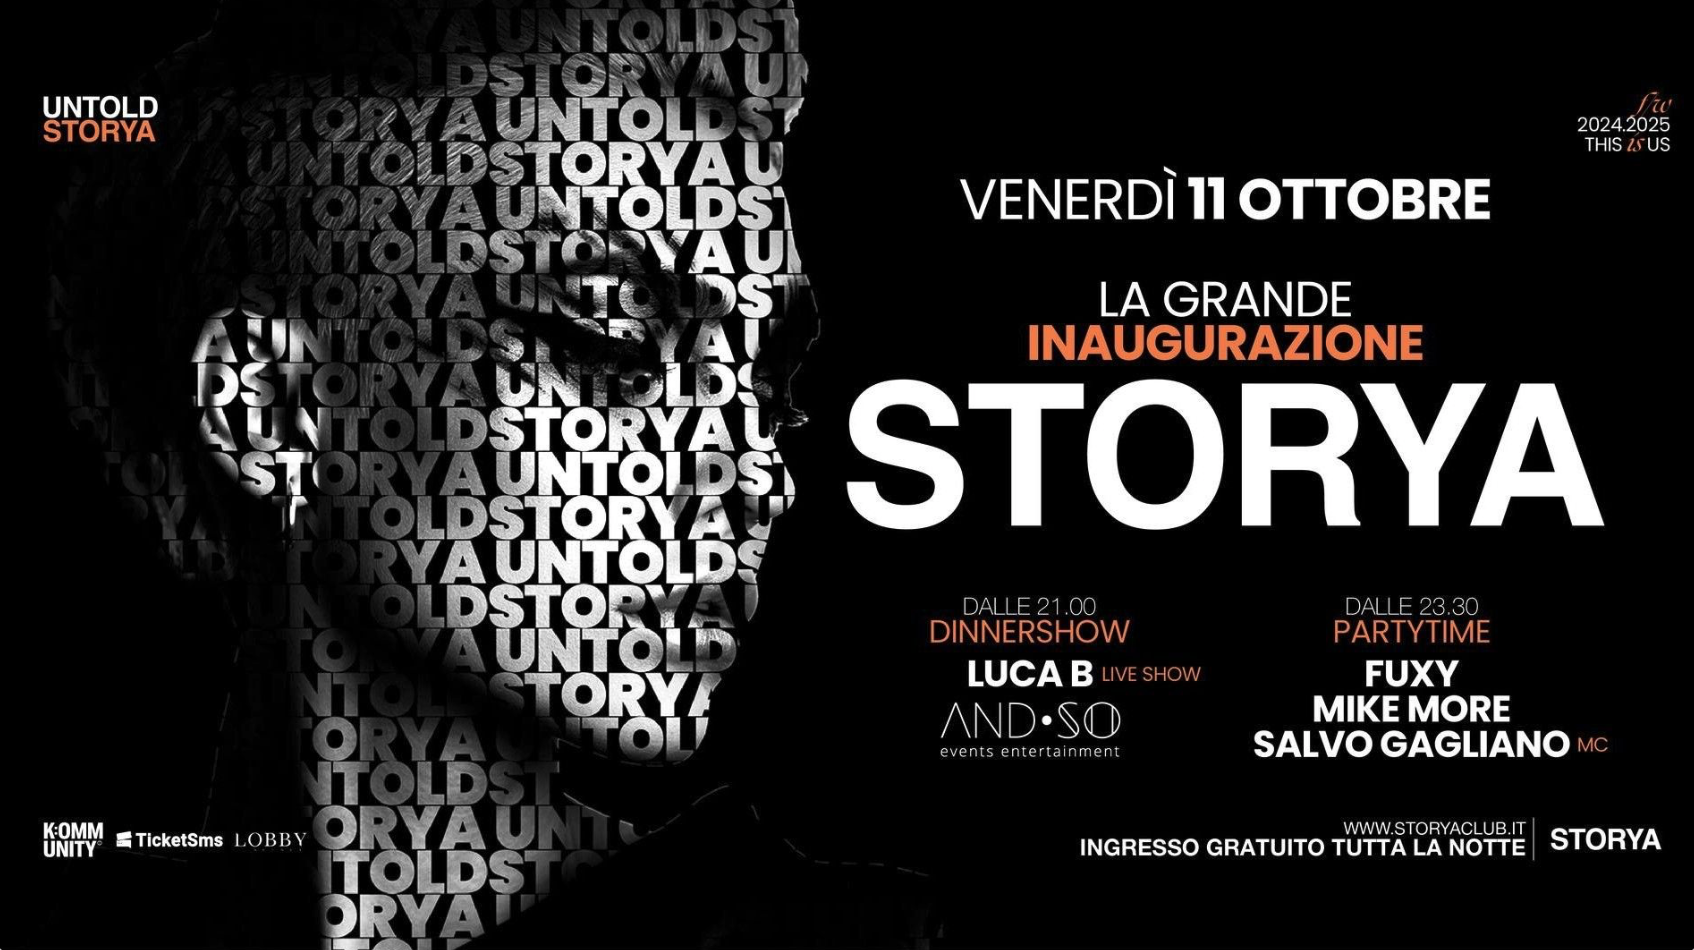 UNTOLD
STORYA
fw
2024.2025
THIS is US
VENERDÌ 11 OTTOBRE
LA GRANDE
INAUGURAZIONE
STORYA
DALLE 21.00
DINNERSHOW
LUCA B LIVE SHOW
AND•SO
events entertainment
DALLE 23.30
PARTYTIME
FUXY
MIKE MORE
SALVO GAGLIANO MC
K:OMM
UNITY
TicketSms
LOBBY
WWW.STORYACLUB.IT
INGRESSO GRATUITO TUTTA LA NOTTE
STORYA